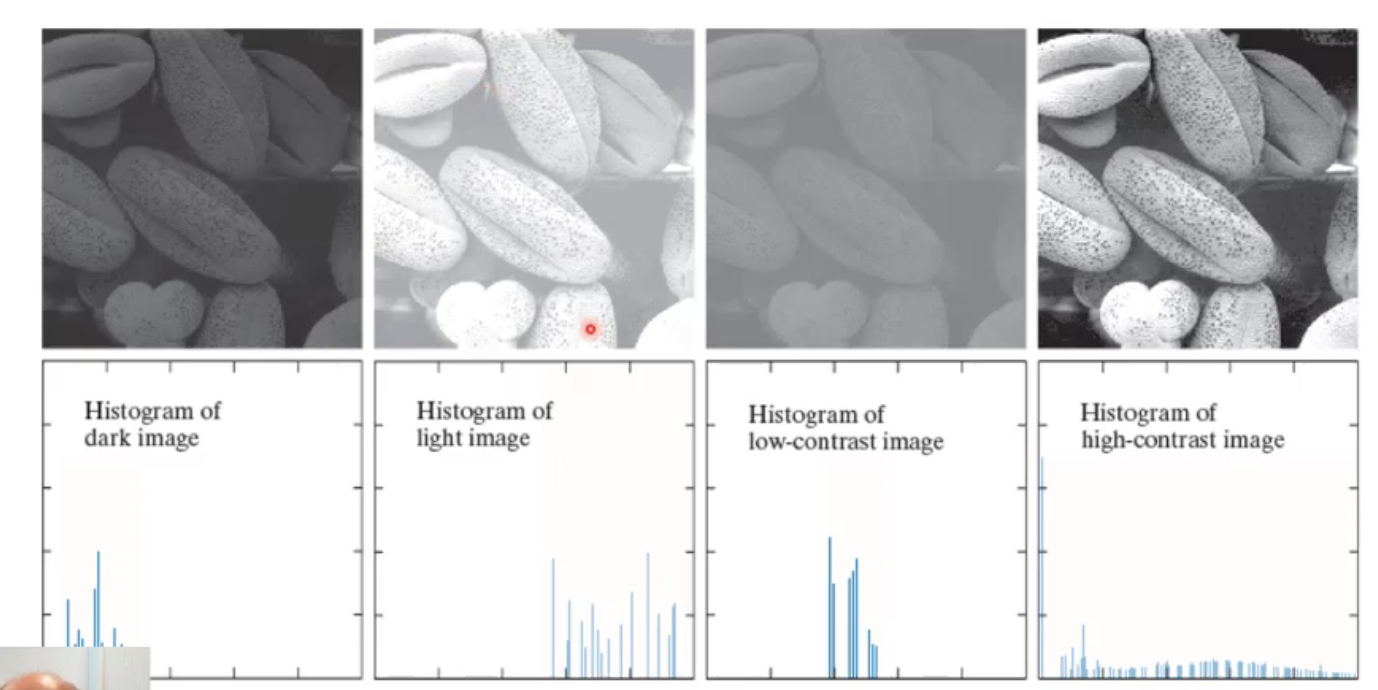 Histogram of
dark image
Histogram of
light image
Histogram of
low-contrast image
Histogram of
high-contrast image